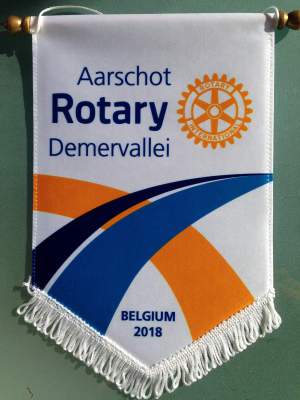 Aarschot
Rotary
Demervallei
ROTARY
INTERNATIONAL
BELGIUM
2018